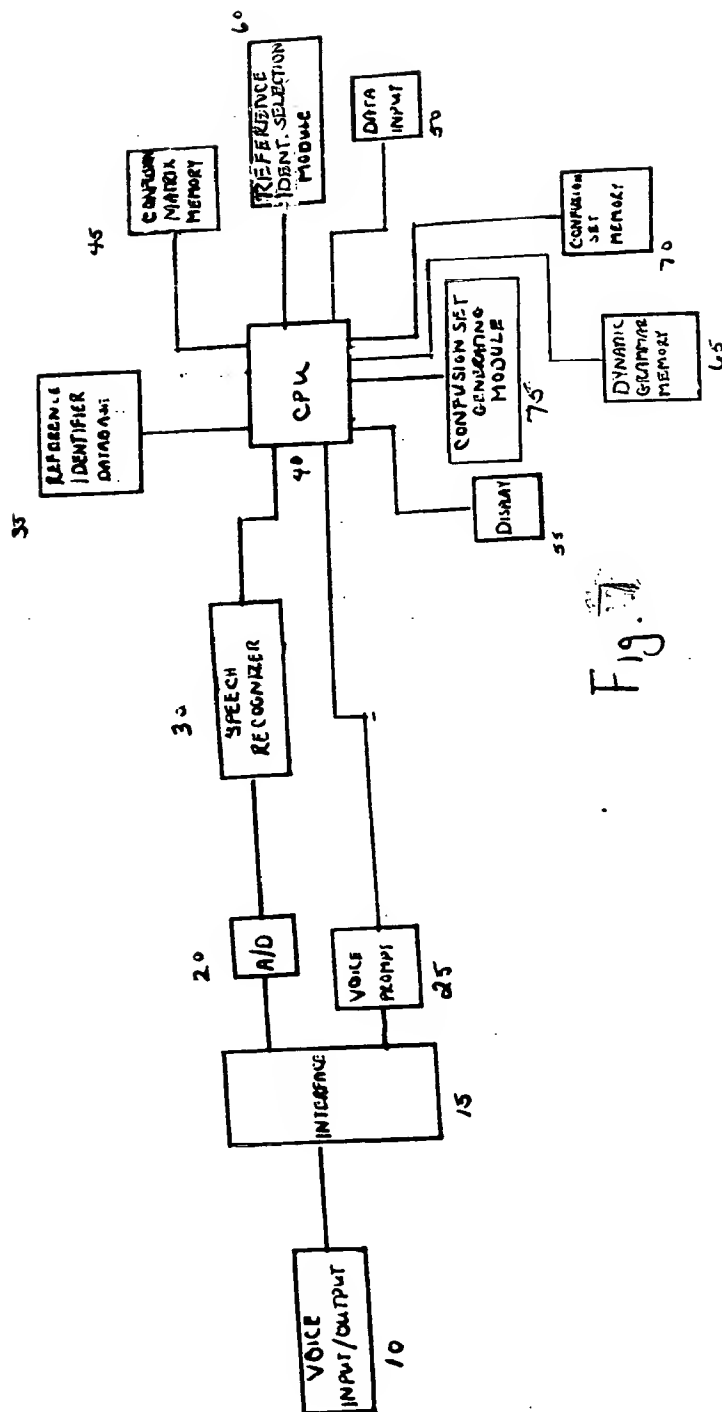 35
REFERENCE
IDENTIFIER
DATABASE
45
CONFUSION
MATRIX
MEMORY
60
REFERENCE
IDENT. SELECTION
MODULE
30
SPEECH
RECOGNIZER
20
A/D
CPU
40
DATA
INPUT
50
VOICE
INPUT/OUTPUT
10
INTERFACE
15
VOICE
PROMPS
25
DISPLAY
55
CONFUSION SET
GENERATING
MODULE
75
CONFUSION
SET
MEMORY
70
DYNAMIC
GRAMMAR
MEMORY
65
Fig. 7